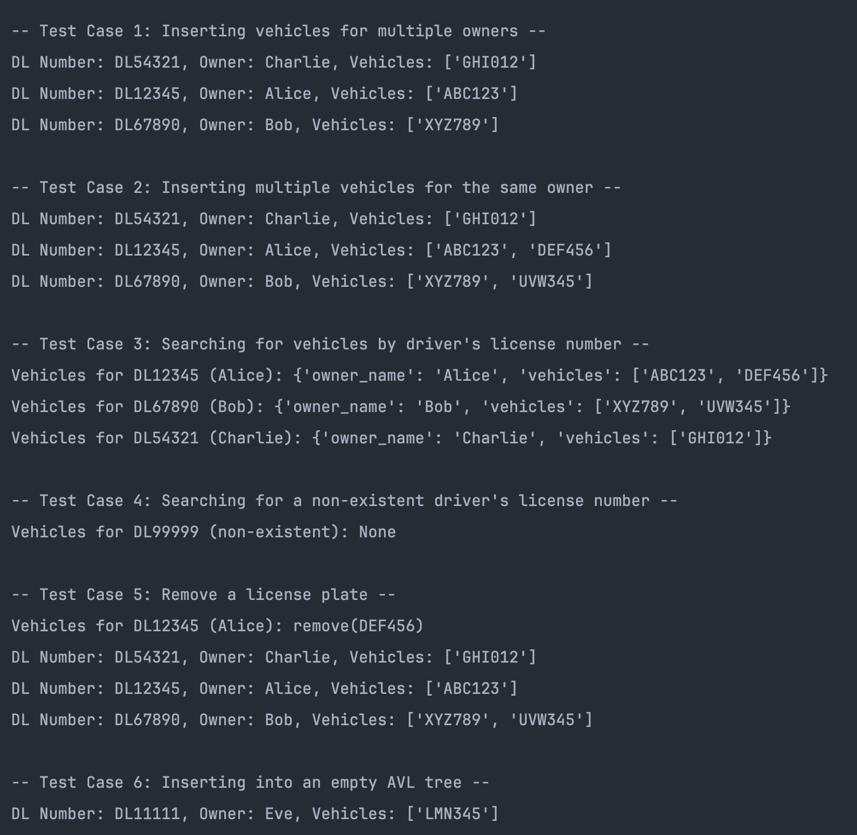 -- Test Case 1: Inserting vehicles for multiple owners --
DL Number: DL54321, Owner: Charlie, Vehicles: ['GHI012']
DL Number: DL12345, Owner: Alice, Vehicles: ['ABC123']
DL Number: DL67890, Owner: Bob, Vehicles: ['XYZ789']
-- Test Case 2: Inserting multiple vehicles for the same owner --
DL Number: DL54321, Owner: Charlie, Vehicles: ['GHI012']
DL Number: DL12345, Owner: Alice, Vehicles: ['ABC123', 'DEF456']
DL Number: DL67890, Owner: Bob, Vehicles: ['XYZ789', 'UVW345']
-- Test Case 3: Searching for vehicles by driver's license number --
Vehicles for DL12345 (Alice): {'owner_name': 'Alice', 'vehicles': ['ABC123', 'DEF456']}
Vehicles for DL67890 (Bob): {'owner_name': 'Bob', 'vehicles': ['XYZ789', 'UVW345']}
Vehicles for DL54321 (Charlie): {'owner_name': 'Charlie', 'vehicles': ['GHI012']}
-- Test Case 4: Searching for a non-existent driver's license number --
Vehicles for DL99999 (non-existent): None
-- Test Case 5: Remove a license plate --
Vehicles for DL12345 (Alice): remove(DEF456)
DL Number: DL54321, Owner: Charlie, Vehicles: ['GHI012']
DL Number: DL12345, Owner: Alice, Vehicles: ['ABC123']
DL Number: DL67890, Owner: Bob, Vehicles: ['XYZ789', 'UVW345']
-- Test Case 6: Inserting into an empty AVL tree --
DL Number: DL11111, Owner: Eve, Vehicles: ['LMN345']